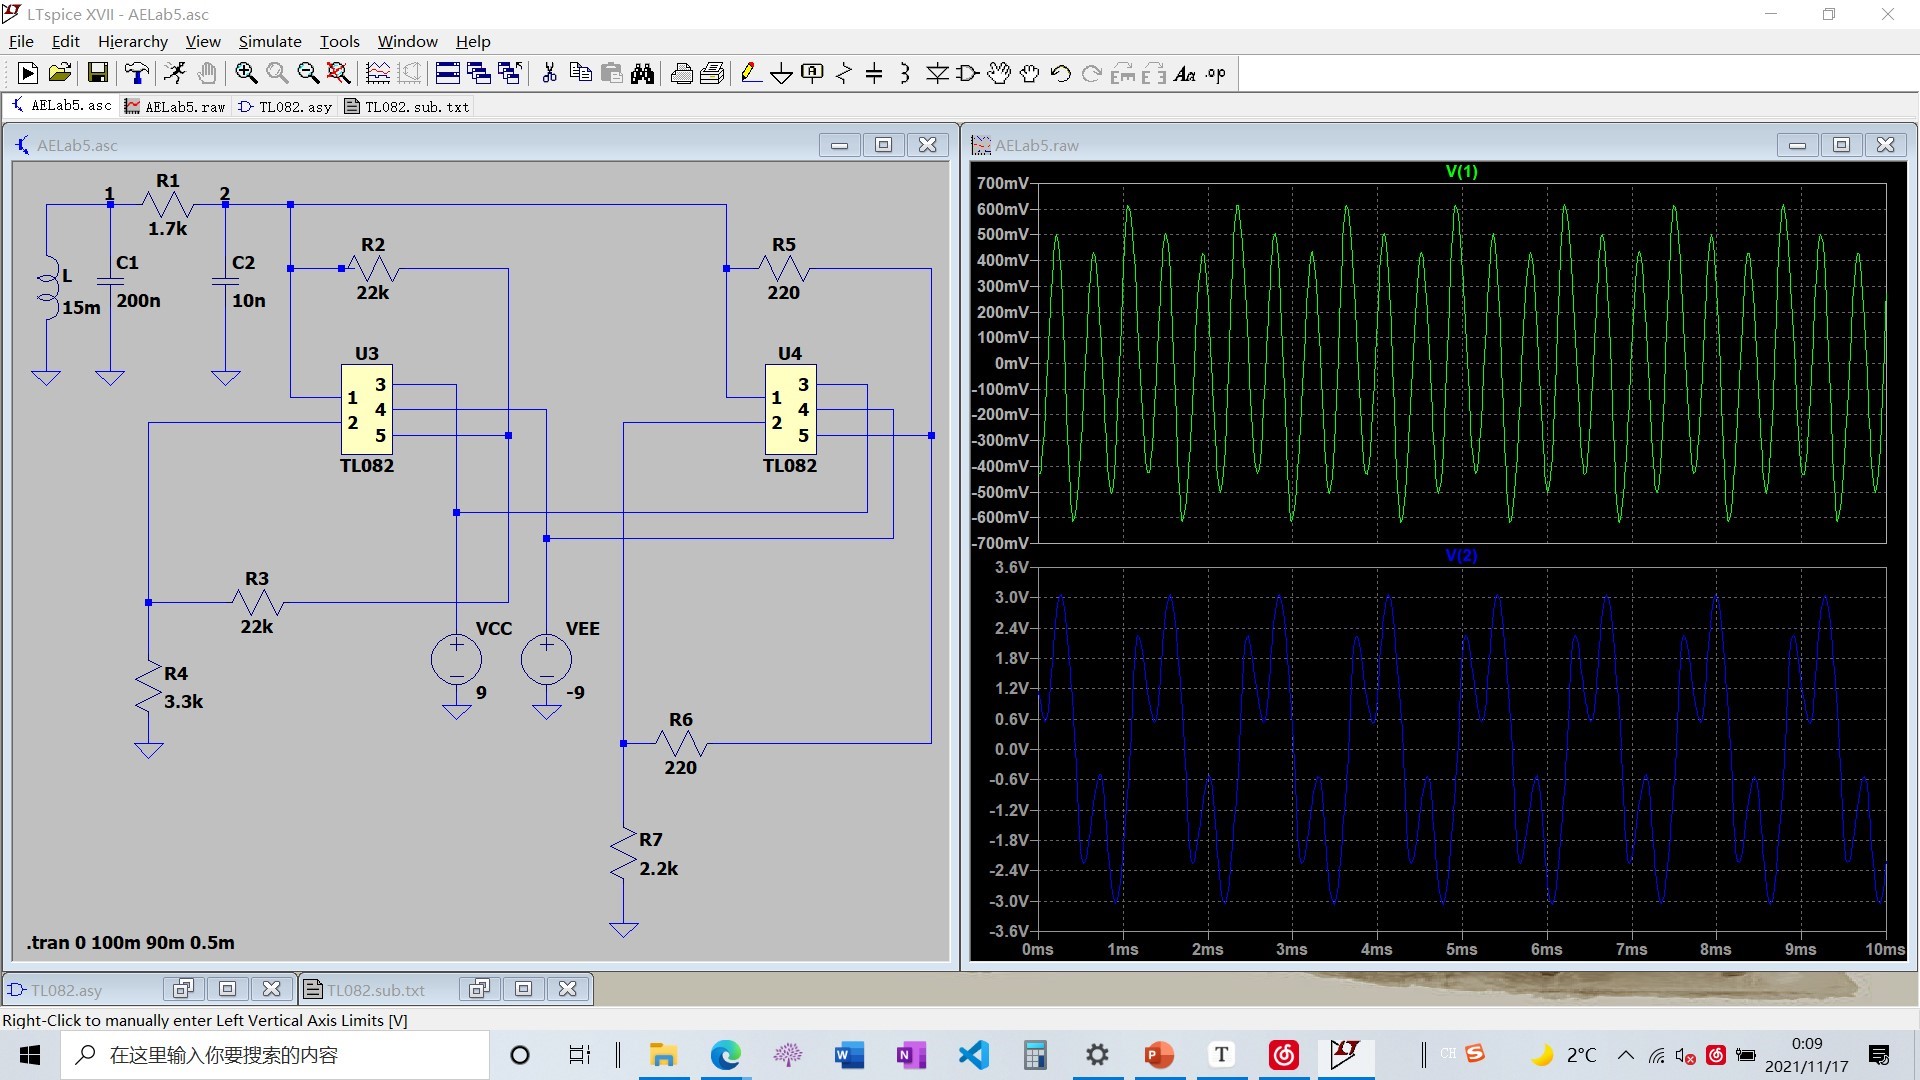 LTspice XVII - AELab5.asc
File Edit Hierarchy View Simulate Tools Window Help
AELab5.asc AELab5.raw TL082.asy TL082.sub.txt
AELab5.asc
1 R1 2
1.7k
L
15m
C1
200n
C2
10n
R2
22k
R5
220
U3
1
2
3
4
5
TL082
U4
1
2
3
4
5
TL082
R3
22k
R4
3.3k
VCC
9
VEE
-9
R6
220
R7
2.2k
.tran 0 100m 90m 0.5m
AELab5.raw
V(1)
700mV
600mV
500mV
400mV
300mV
200mV
100mV
0mV
-100mV
-200mV
-300mV
-400mV
-500mV
-600mV
-700mV
V(2)
3.6V
3.0V
2.4V
1.8V
1.2V
0.6V
0.0V
-0.6V
-1.2V
-1.8V
-2.4V
-3.0V
-3.6V
0ms 1ms 2ms 3ms 4ms 5ms 6ms 7ms 8ms 9ms 10ms
TL082.asy TL082.sub.txt
Right-Click to manually enter Left Vertical Axis Limits [V]
在这里输入你要搜索的内容
CH
2°C
0:09
2021/11/17